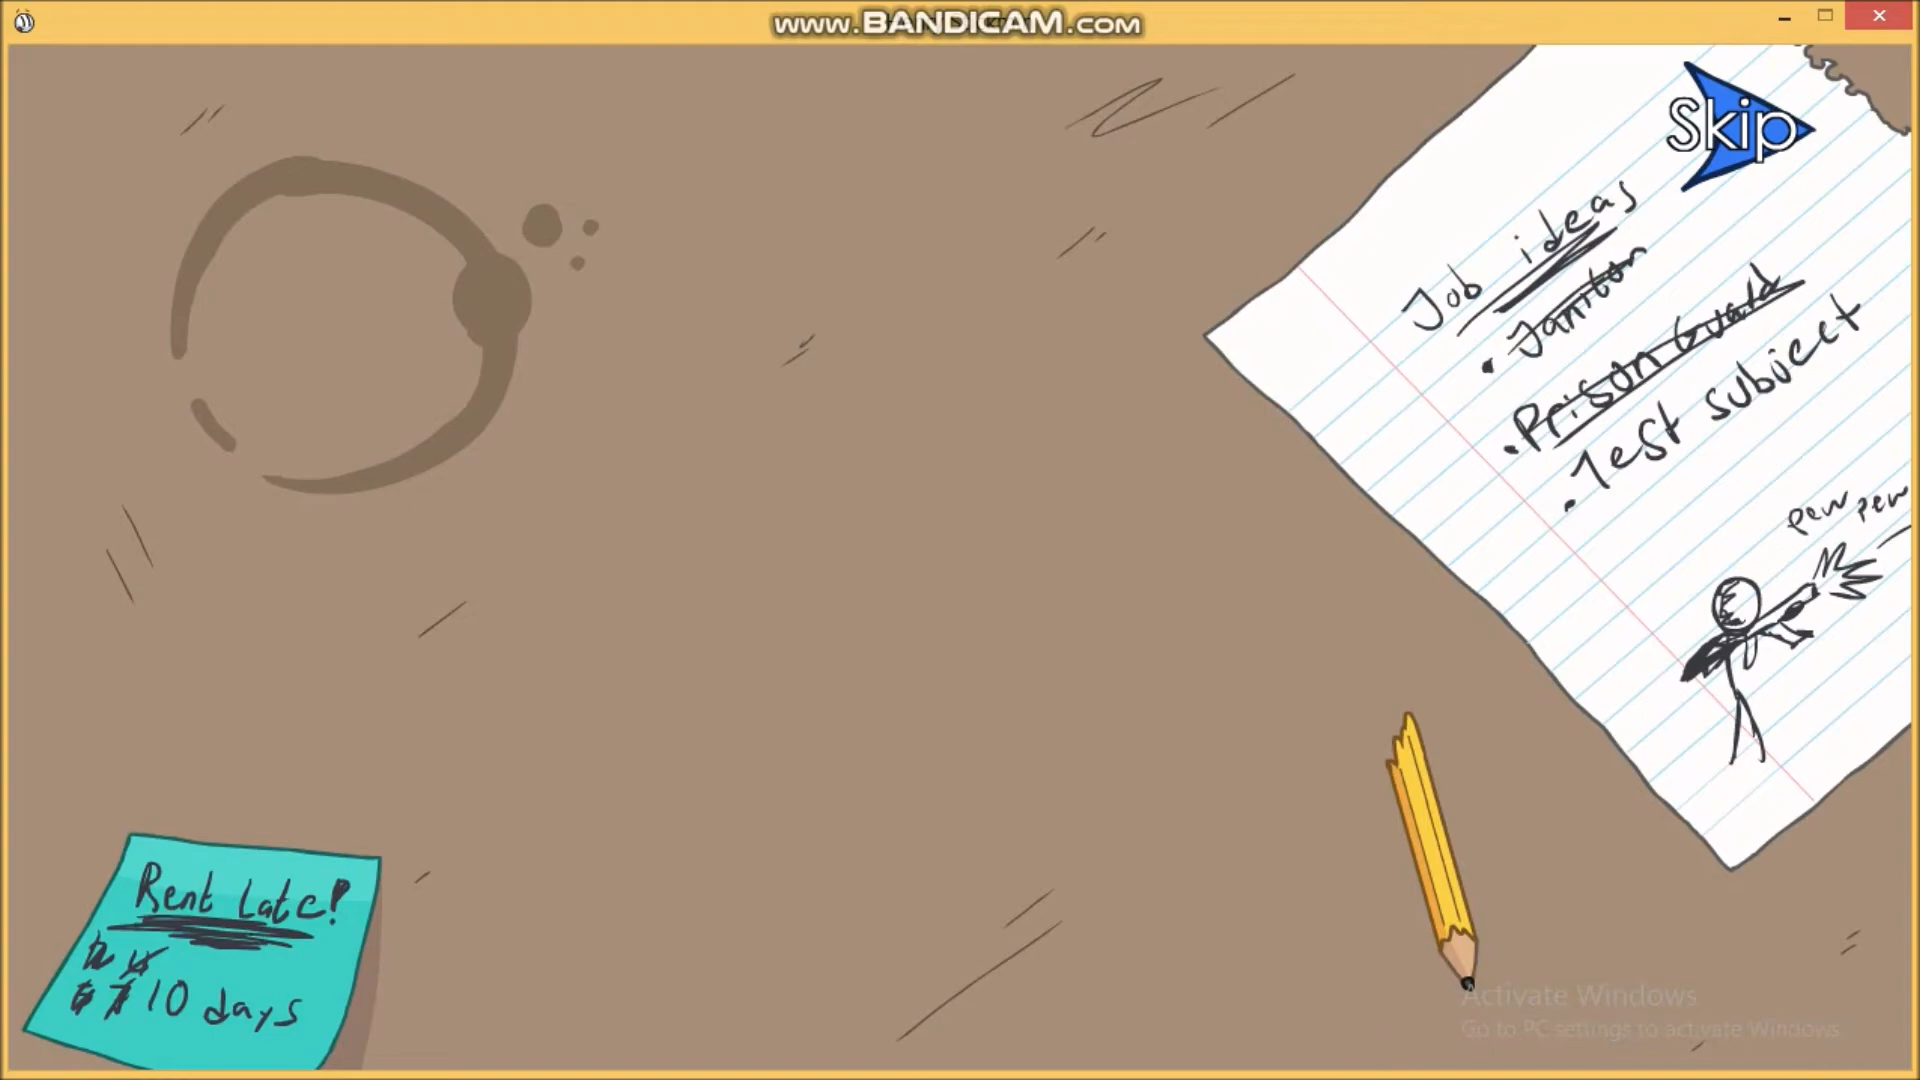 www.BANDICAM.com
Skip
Job ideas
• Janitor
• Prison Guard
• Test subject
pew pew
Rent Late!
10 days
Activate Windows
Go to PC settings to activate Windows.